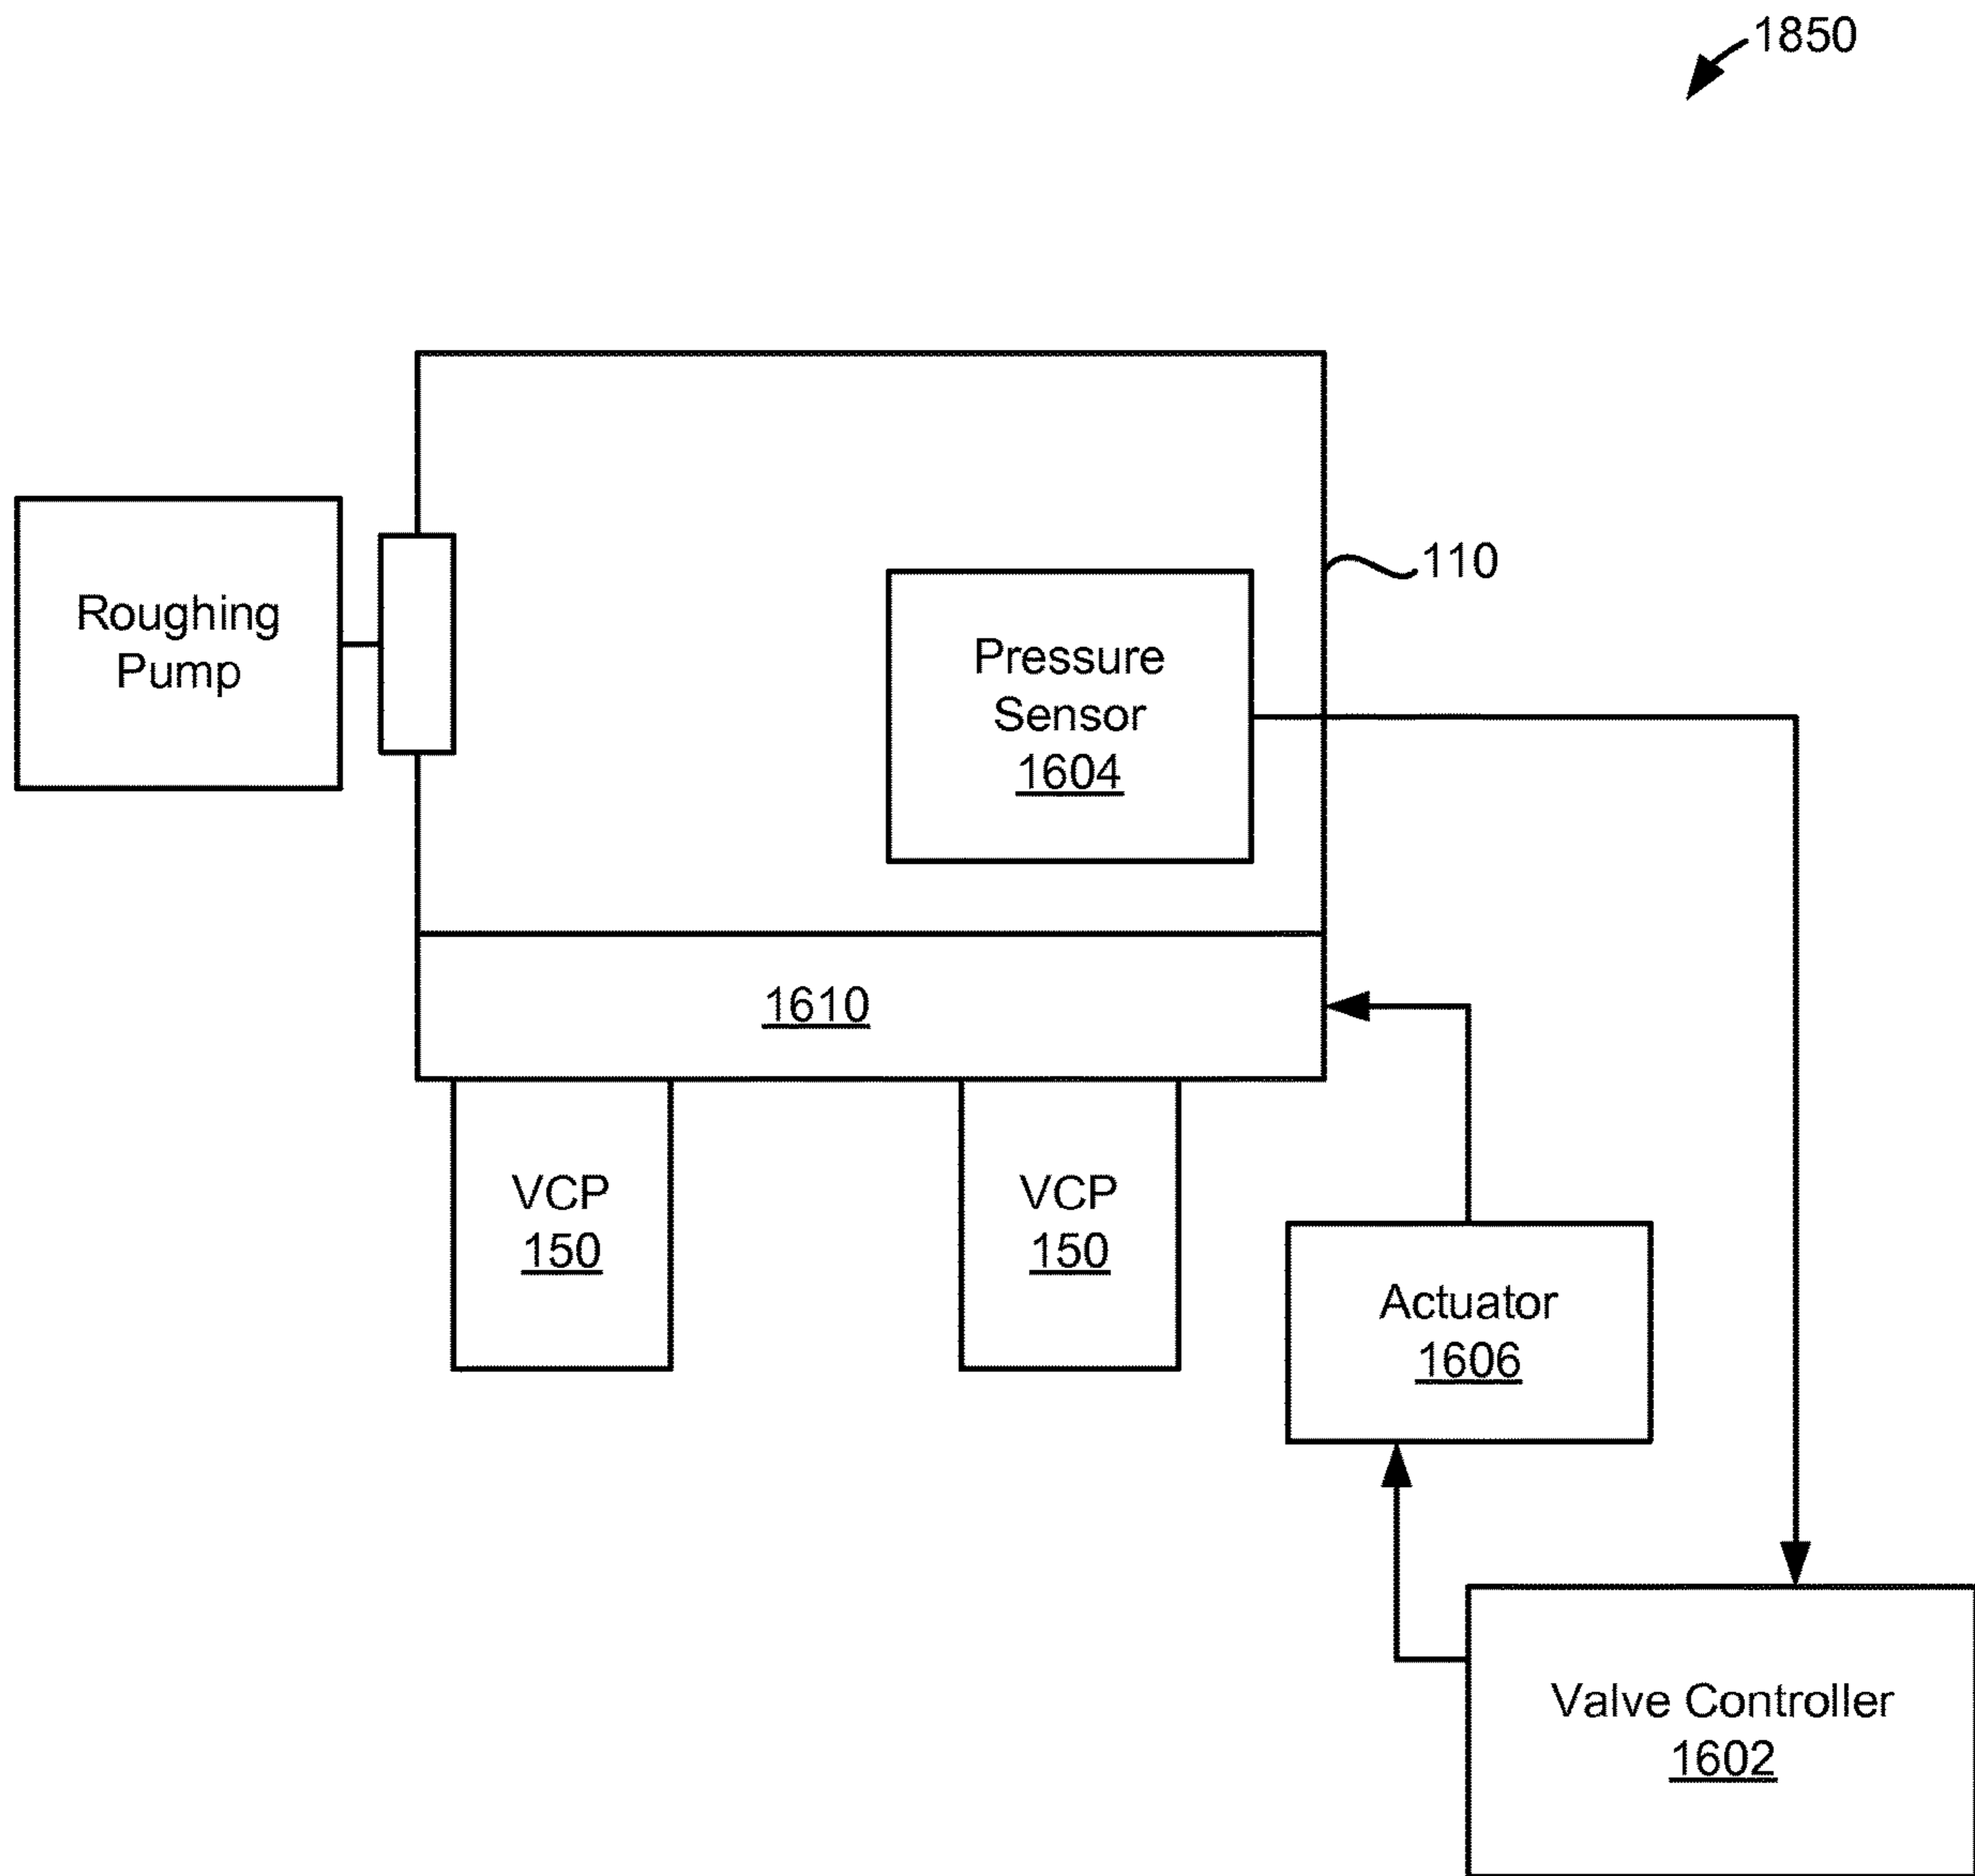 1850
Roughing
Pump
110
Pressure
Sensor
1604
1610
VCP
150
VCP
150
Actuator
1606
Valve Controller
1602